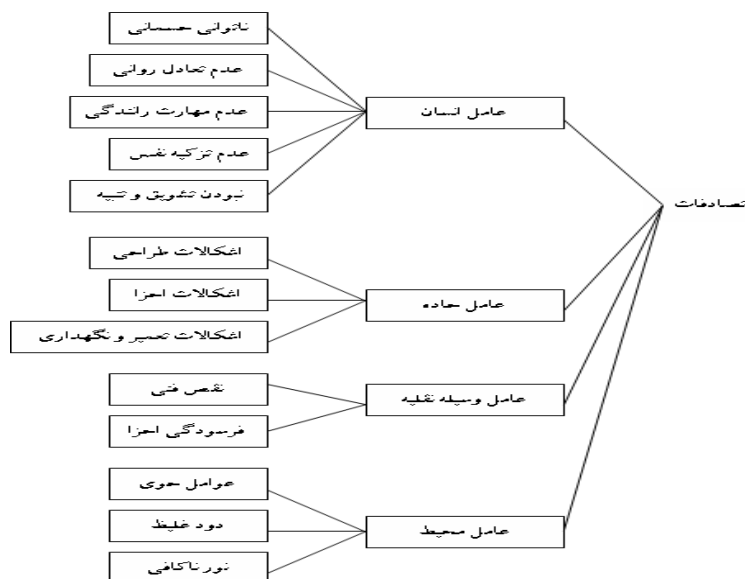 تصادفات
عامل انسان
ناتوانی جسمانی
عدم تعادل روانی
عدم مهارت رانندگی
عدم تزکیه نفس
نبودن تشویق و تنبیه
عامل جاده
اشکالات طراحی
اشکالات اجزا
اشکالات تعمیر و نگهداری
عامل وسیله نقلیه
نقص فنی
فرسودگی اجزا
عامل محیط
عوامل جوی
دود غلیظ
نور ناکافی